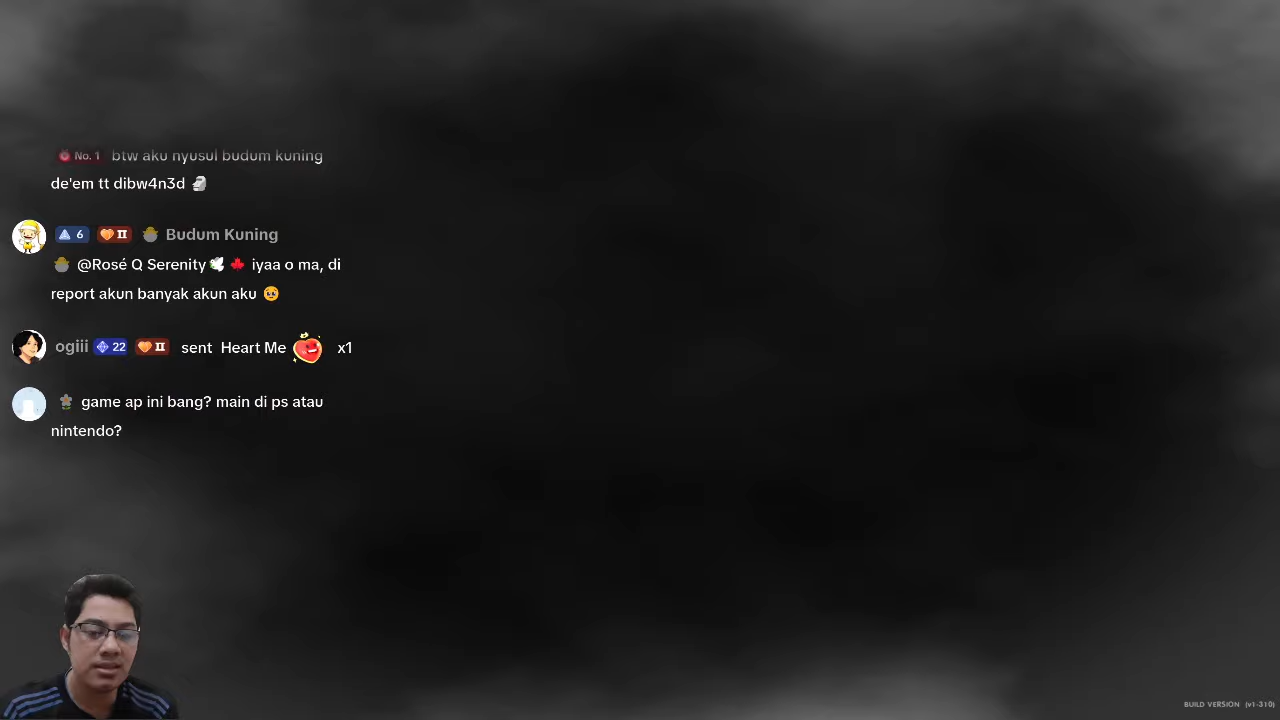 No. 1 btw aku nyusul budum kuning
de'em tt dibw4n3d 🗿
6 II Budum Kuning
@Rosé Q Serenity🕊️🍁 iyaa o ma, di
report akun banyak akun aku 🥹
ogiii 22 II sent Heart Me x1
game ap ini bang? main di ps atau
nintendo?
BUILD VERSION (v1-310)